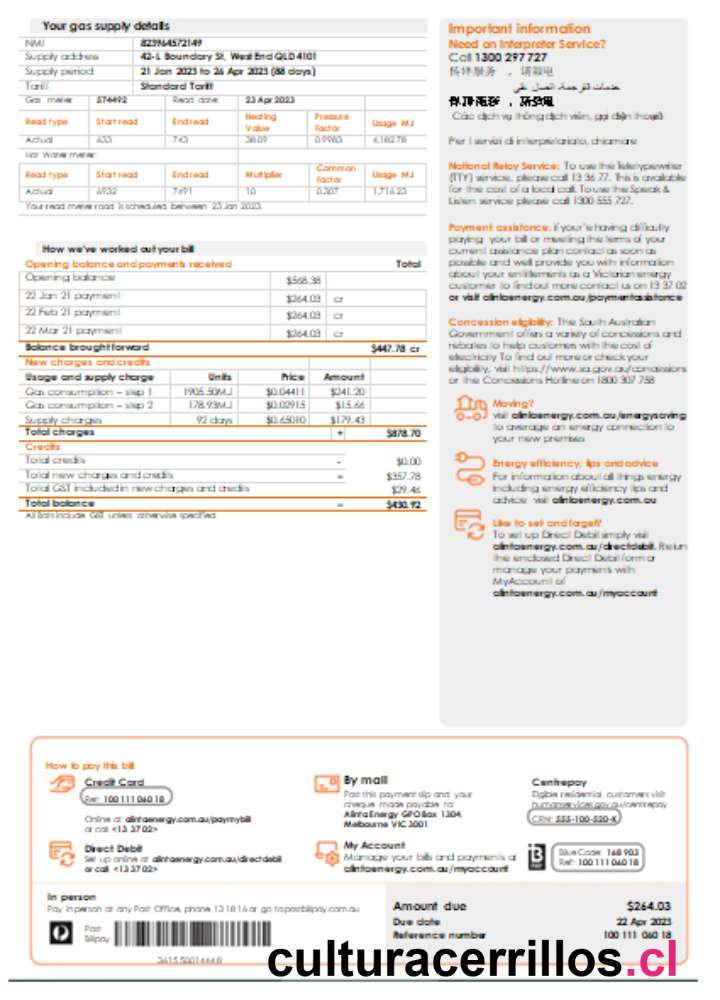 Your gas supply details
NMI 823964572149
Supply address 42-L Boundary St, West End QLD 4101
Supply period 21 Jan 2023 to 26 Apr 2023 (88 days)
Tariff Standard Tariff
Gas meter 574492 Read date: 23 Apr 2023
Read type Start read End read Heating Value Pressure Factor Usage MJ
Actual 633 743 38.09 0.9983 4,182.78
Hot Water meter:
Read type Start read End read Multiplier Common Factor Usage MJ
Actual 6932 7491 10 0.307 1,716.23
Your read meter road is scheduled between 23 Jan 2023
How we've worked out your bill
Opening balance and payments received Total
Opening balance $568.38
22 Jan 21 payment $264.03 cr
22 Feb 21 payment $264.03 cr
22 Mar 21 payment $264.03 cr
Balance brought forward $447.78 cr
New charges and credits
Usage and supply charge Units Price Amount
Gas consumption – step 1 1905.50MJ $0.04411 $241.20
Gas consumption – step 2 178.93MJ $0.02915 $15.66
Supply charges 92 days $0.65010 $179.43
Total charges + $878.70
Credits
Total credits - $0.00
Total new charges and credits = $357.78
Total GST included in new charges and credits $29.46
Total balance = $430.92
All Bats include GST unless otherwise specified
Important information
Need on Interpreter Service?
Call 1300 297 727
خدمات الترجمة، اتصل على
Các dịch vụ thông dịch viên, gọi điện thoại
Per I servizi di interpretariato, chiamare
National Relay Service: To use the Teletypewriter
(TTY) service, please call 13 36 77. This is available
for the cost of a local call. To use the Speak &
Listen service please call 1300 555 727.
Payment assistance: if your're having difficulty
paying your bill or meeting the terms of your
current assistance plan contact as soon as
possible and well provide you with information
about your entitlements as a Victorian energy
customer to find out more contact us on 13 37 02
or visit alintaenergy.com.au/paymentassistance
Concession eligibility: The South Australian
Government offers a variety of concessions and
rebates to help customers with the cost of
electricity To find out more or check your
eligibility, visit https://www.sa.gov.au/concessions
or the Concessions Hotline on 1800 307 758
Moving?
visit alintaenergy.com.au/energysaving
to average an energy connection to
your new premises
Energy efficiency, tips and advice
For information about all things energy
including energy efficiency tips and
advice visit alintaenergy.com.au
Like to set and forget?
To set up Direct Debit simply visit
alintaenergy.com.au/directdebit. Return
the enclosed Direct Debit form or
manage your payments with
MyAccount of
alintaenergy.com.au/myaccount
How to pay this bill
Credit Card
Ref: 100 111 060 18
Online at alintaenergy.com.au/paymybill
or call <13 37 02>
Direct Debit
Set up online at alintaenergy.com.au/directdebit
or call <13 37 02>
By mail
Post this payment slip and your
cheque made payable to:
Alinta Energy GPO Box 1304,
Melbourne VIC 3001
My Account
Manage your bills and payments at
alintaenergy.com.au/myaccount
Centrepay
Eligible residential customers visit
humanservices.gov.au/centrepay
CRN: 555-100-520-K
Biller Code: 168 903
Ref: 100 111 060 18
In person
Pay in person at any Post Office, phone 13 18 16 or go to postbillpay.com.au
Post
Billpay
Amount due $264.03
Due date 22 Apr 2023
Reference number 100 111 060 18
culturacerrillos.cl